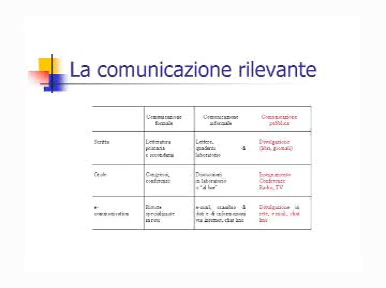 La comunicazione rilevante
Comunicazione formale
Comunicazione informale
Comunicazione pubblica
Scritta
Letteratura primaria e secondaria
Lettere, quaderni di laboratorio
Divulgazione (libri, giornali)
Orale
Congressi, conferenze
Discussioni in laboratorio o "al bar"
Insegnamento Conferenze Radio, TV
e-communication
Riviste specializzate in rete
e-mail, scambio di dati e di informazioni via Internet, chat line
Divulgazione in rete, e-mail, chat line